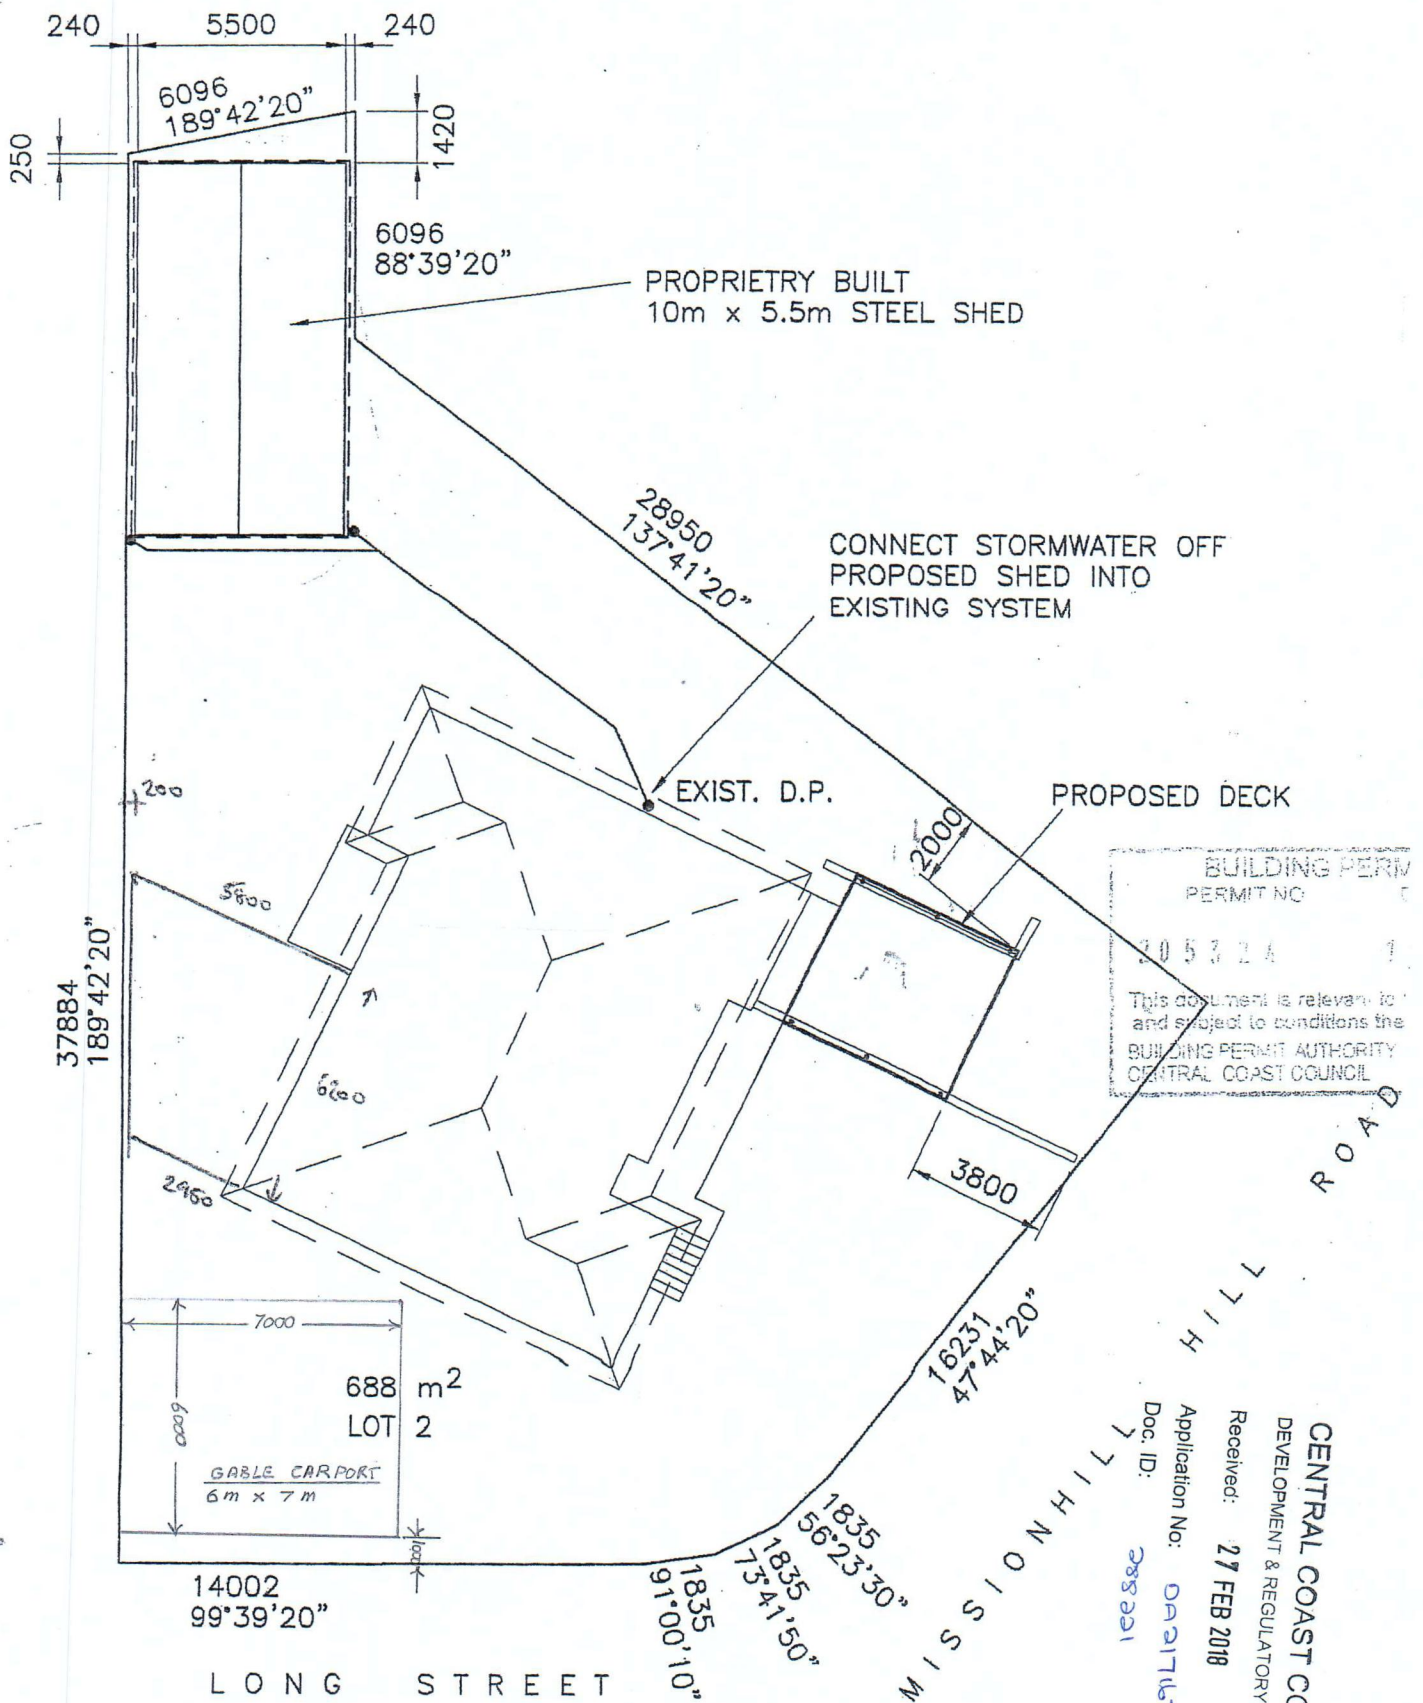 240 5500 240
6096
189°42'20"
250
1420
6096
88°39'20"
PROPRIETRY BUILT
10m x 5.5m STEEL SHED
28950
137°41'20"
CONNECT STORMWATER OFF
PROPOSED SHED INTO
EXISTING SYSTEM
200
EXIST. D.P.
PROPOSED DECK
2000
BUILDING PERM
PERMIT NO
This document is relevan to
and subject to conditions the
BUILDING PERMIT AUTHORITY
CENTRAL COAST COUNCIL
5800
37884
189°42'20"
6200
2950
3800
7000
6000
688 m²
LOT 2
GABLE CARPORT
6m x 7m
1000
14002
99°39'20"
1835
91°00'10"
1835
73°41'50"
1835
56°23'30"
16231
47°44'20"
LONG STREET
MISSIONHILL HILL ROAD
CENTRAL COAST CO
DEVELOPMENT & REGULATORY
Received: 27 FEB 2018
Application No: DA21716
Doc. ID: 288221